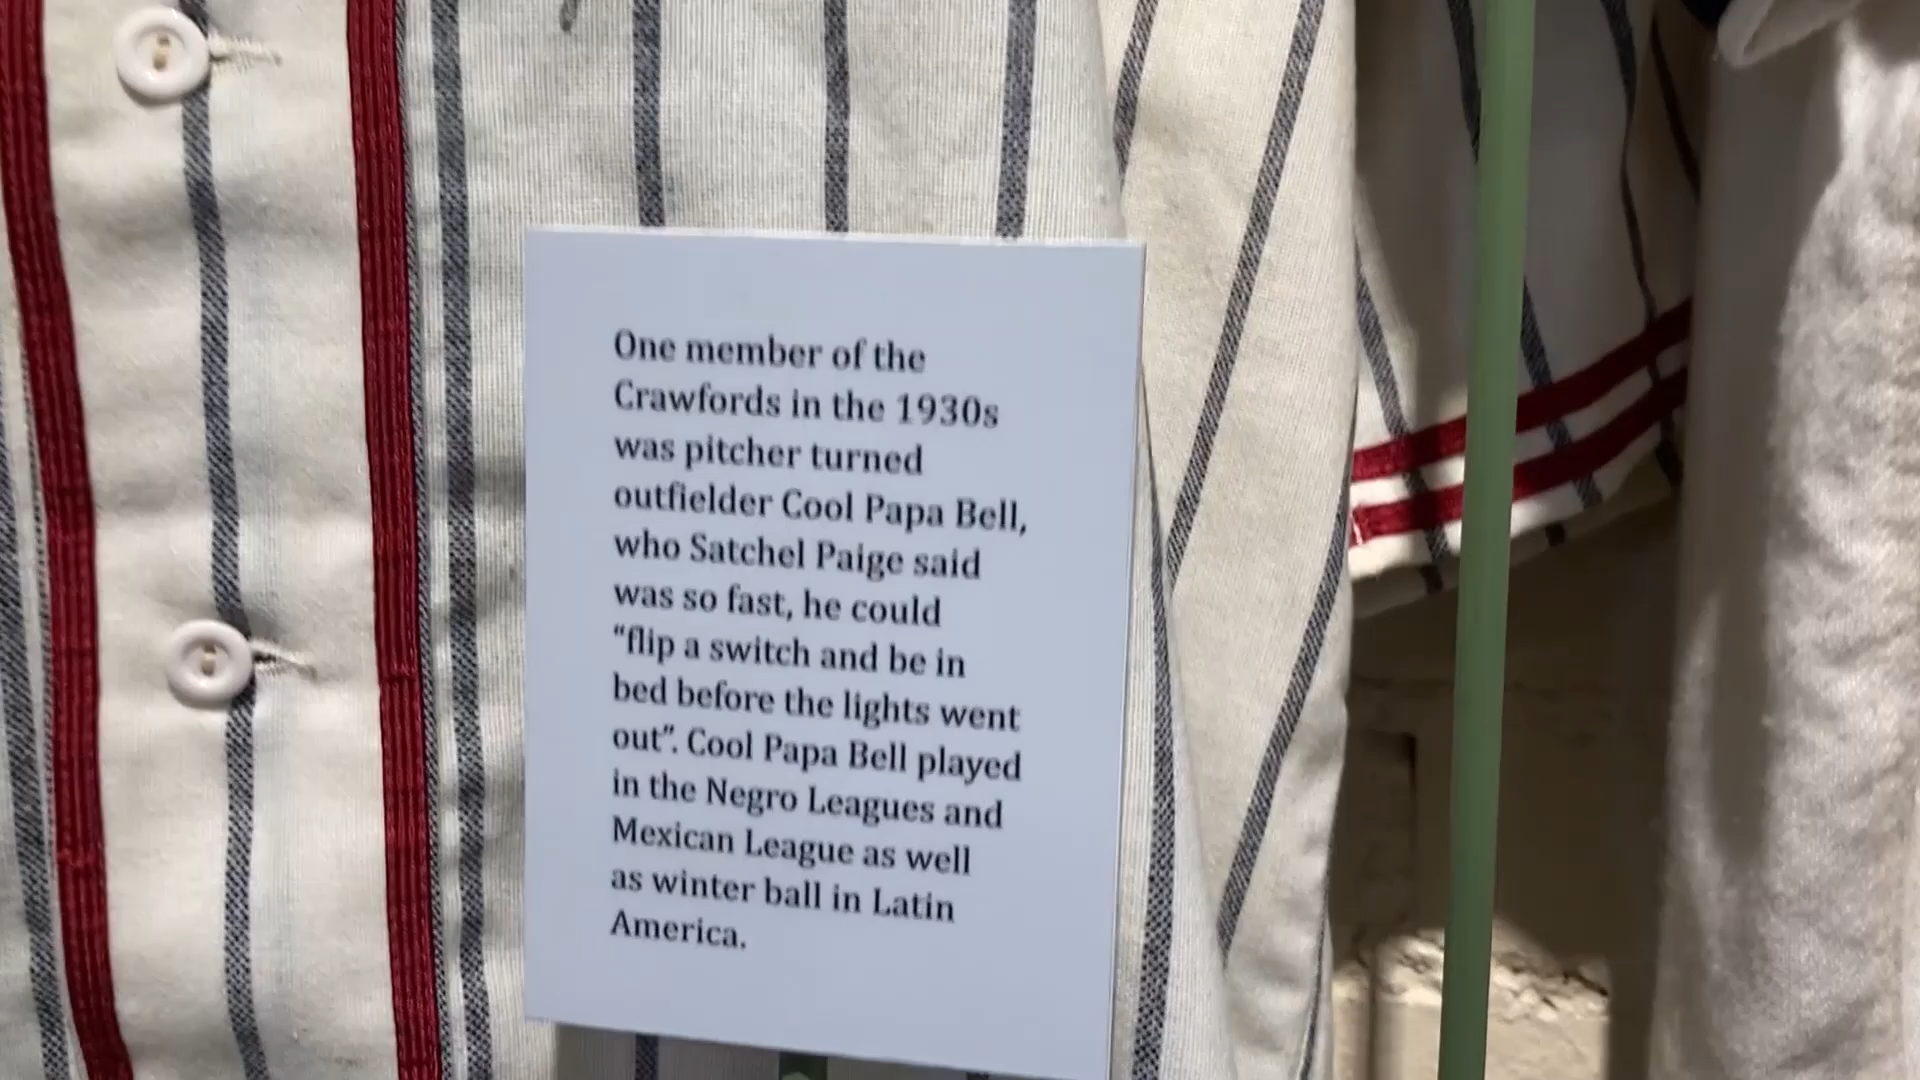 One member of the
Crawfords in the 1930s
was pitcher turned
outfielder Cool Papa Bell,
who Satchel Paige said
was so fast, he could
“flip a switch and be in
bed before the lights went
out”. Cool Papa Bell played
in the Negro Leagues and
Mexican League as well
as winter ball in Latin
America.